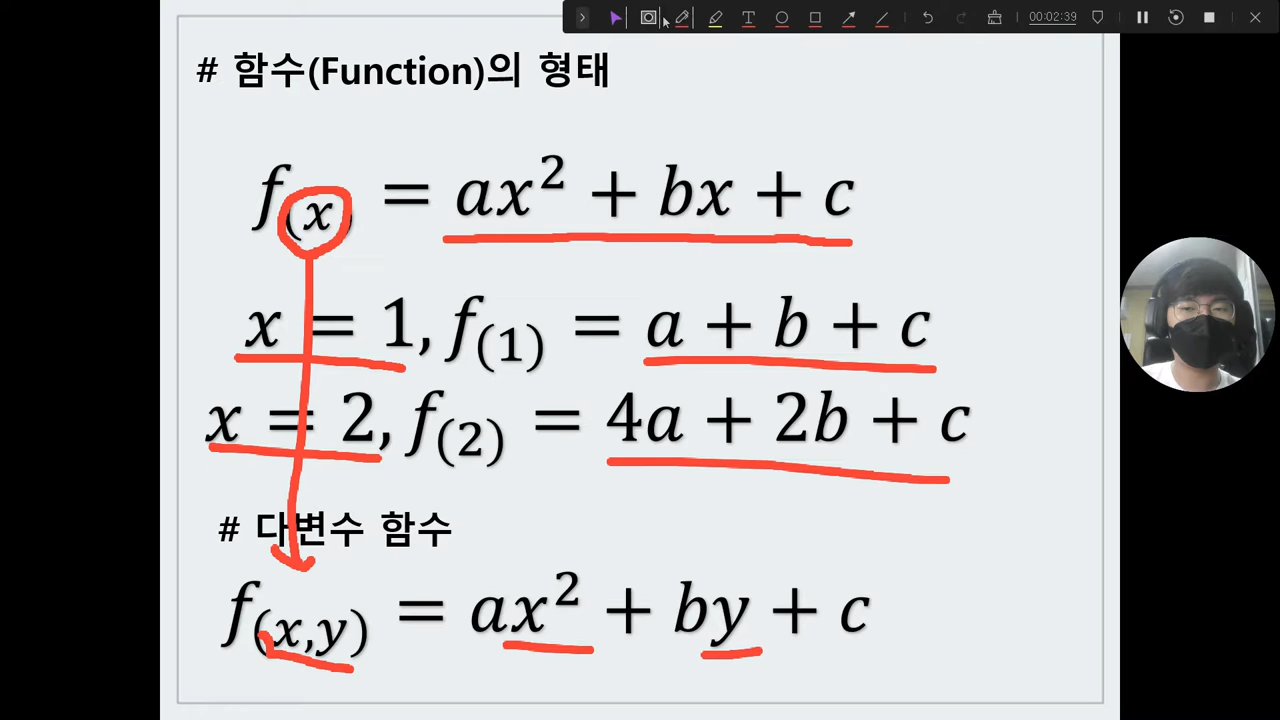 00:02:39
# 함수(Function)의 형태
f₍ₓ₎ = ax² + bx + c
x = 1, f₍₁₎ = a + b + c
x = 2, f₍₂₎ = 4a + 2b + c
# 다변수 함수
f₍ₓ,ᵧ₎ = ax² + by + c